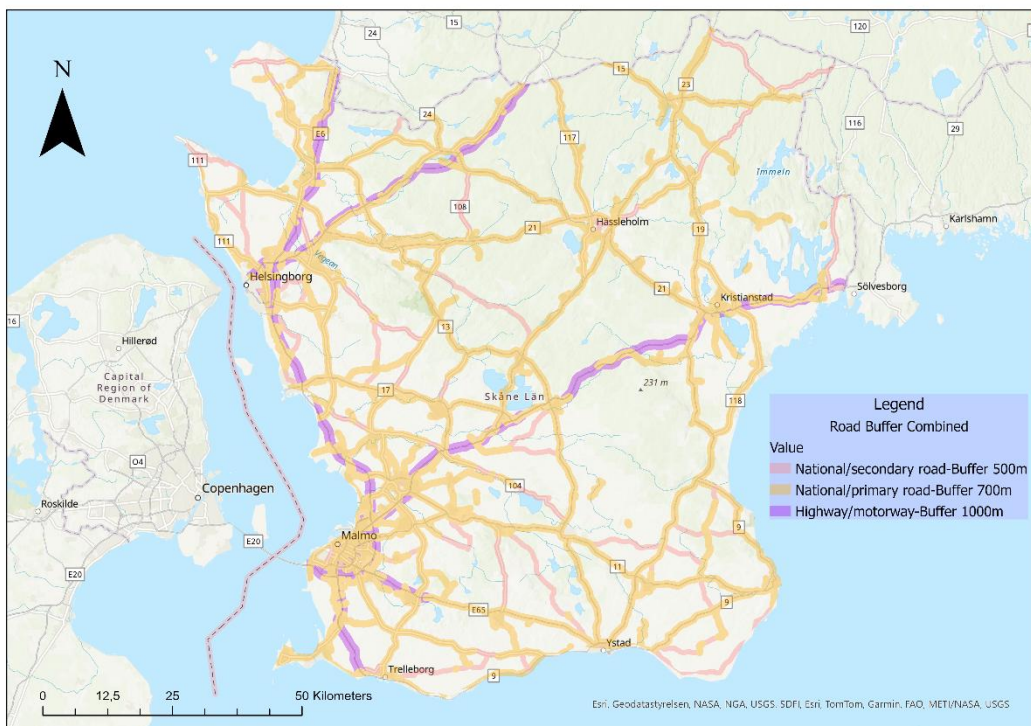 24
15
120
N
15
23
24
116
29
E6
117
Immeln
111
108
Karlshamn
21
Hässleholm
19
111
Vegeån
Helsingborg
21
Kristianstad
Sölvesborg
16
Hillerød
13
Capital
Region of
Denmark
231 m
17
Skåne Län
118
Legend
Road Buffer Combined
Value
National/secondary road-Buffer 500m
National/primary road-Buffer 700m
Highway/motorway-Buffer 1000m
O4
Copenhagen
104
Roskilde
9
E20
Malmö
11
E20
9
E65
Ystad
Trelleborg
9
0 12,5 25 50 Kilometers
Esri, Geodatastyrelsen, NASA, NGA, USGS, SDFI, Esri, TomTom, Garmin, FAO, METI/NASA, USGS